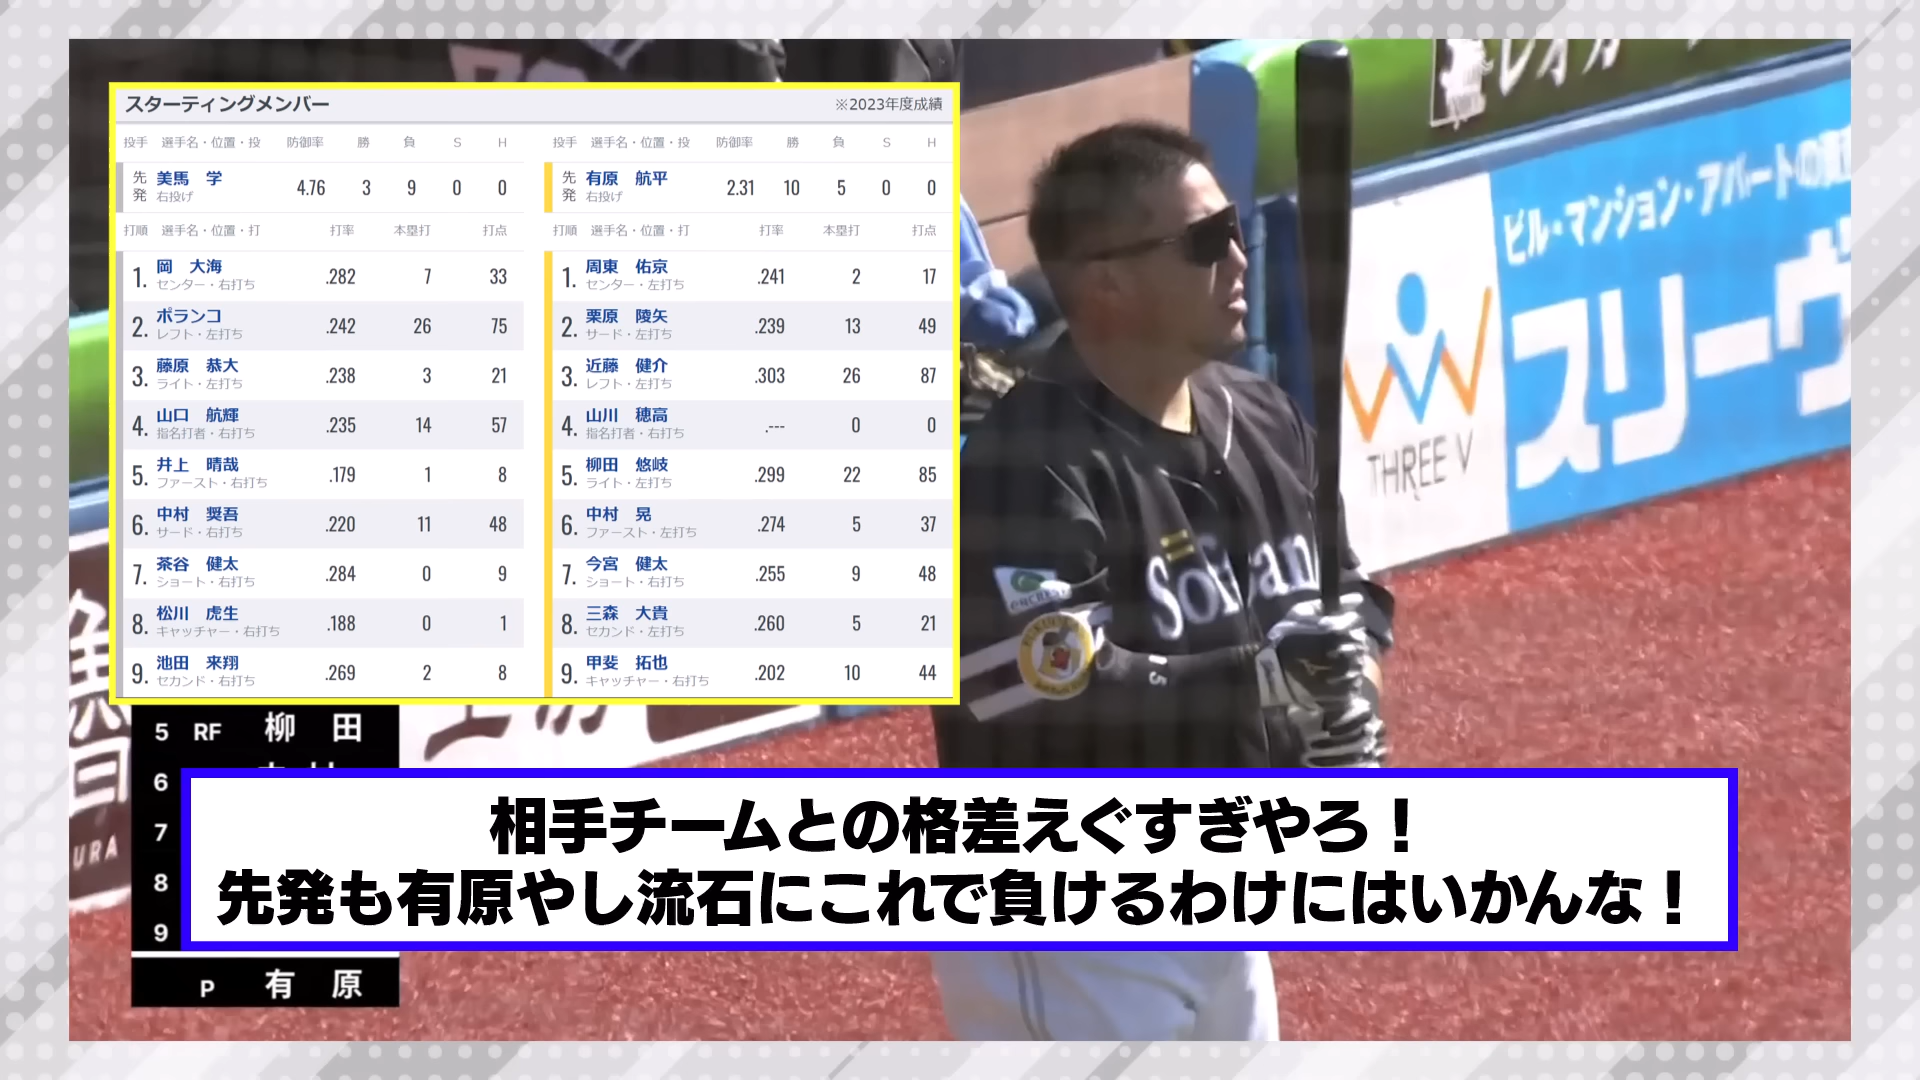 スターティングメンバー ※2023年度成績
投手 選手名・位置・投 防御率 勝 負 S H
先発 美馬 学 4.76 3 9 0 0
右投げ
打順 選手名・位置・打 打率 本塁打 打点
1. 岡 大海 .282 7 33
センター・右打ち
2. ポランコ .242 26 75
レフト・左打ち
3. 藤原 恭大 .238 3 21
ライト・左打ち
4. 山口 航輝 .235 14 57
指名打者・右打ち
5. 井上 晴哉 .179 1 8
ファースト・右打ち
6. 中村 奨吾 .220 11 48
サード・右打ち
7. 茶谷 健太 .284 0 9
ショート・右打ち
8. 松川 虎生 .188 0 1
キャッチャー・右打ち
9. 池田 来翔 .269 2 8
セカンド・右打ち
投手 選手名・位置・投 防御率 勝 負 S H
先発 有原 航平 2.31 10 5 0 0
右投げ
打順 選手名・位置・打 打率 本塁打 打点
1. 周東 佑京 .241 2 17
センター・左打ち
2. 栗原 陵矢 .239 13 49
サード・左打ち
3. 近藤 健介 .303 26 87
レフト・左打ち
4. 山川 穂高 .--- 0 0
指名打者・右打ち
5. 柳田 悠岐 .299 22 85
ライト・左打ち
6. 中村 晃 .274 5 37
ファースト・左打ち
7. 今宮 健太 .255 9 48
ショート・右打ち
8. 三森 大貴 .260 5 21
セカンド・左打ち
9. 甲斐 拓也 .202 10 44
キャッチャー・右打ち
レオ
ビル・マンション・アパートの
スリーヴ
THREE V
URA
5 RF 柳 田
6
7
8
9
P 有 原
相手チームとの格差えぐすぎやろ！
先発も有原やし流石にこれで負けるわけにはいかんな！